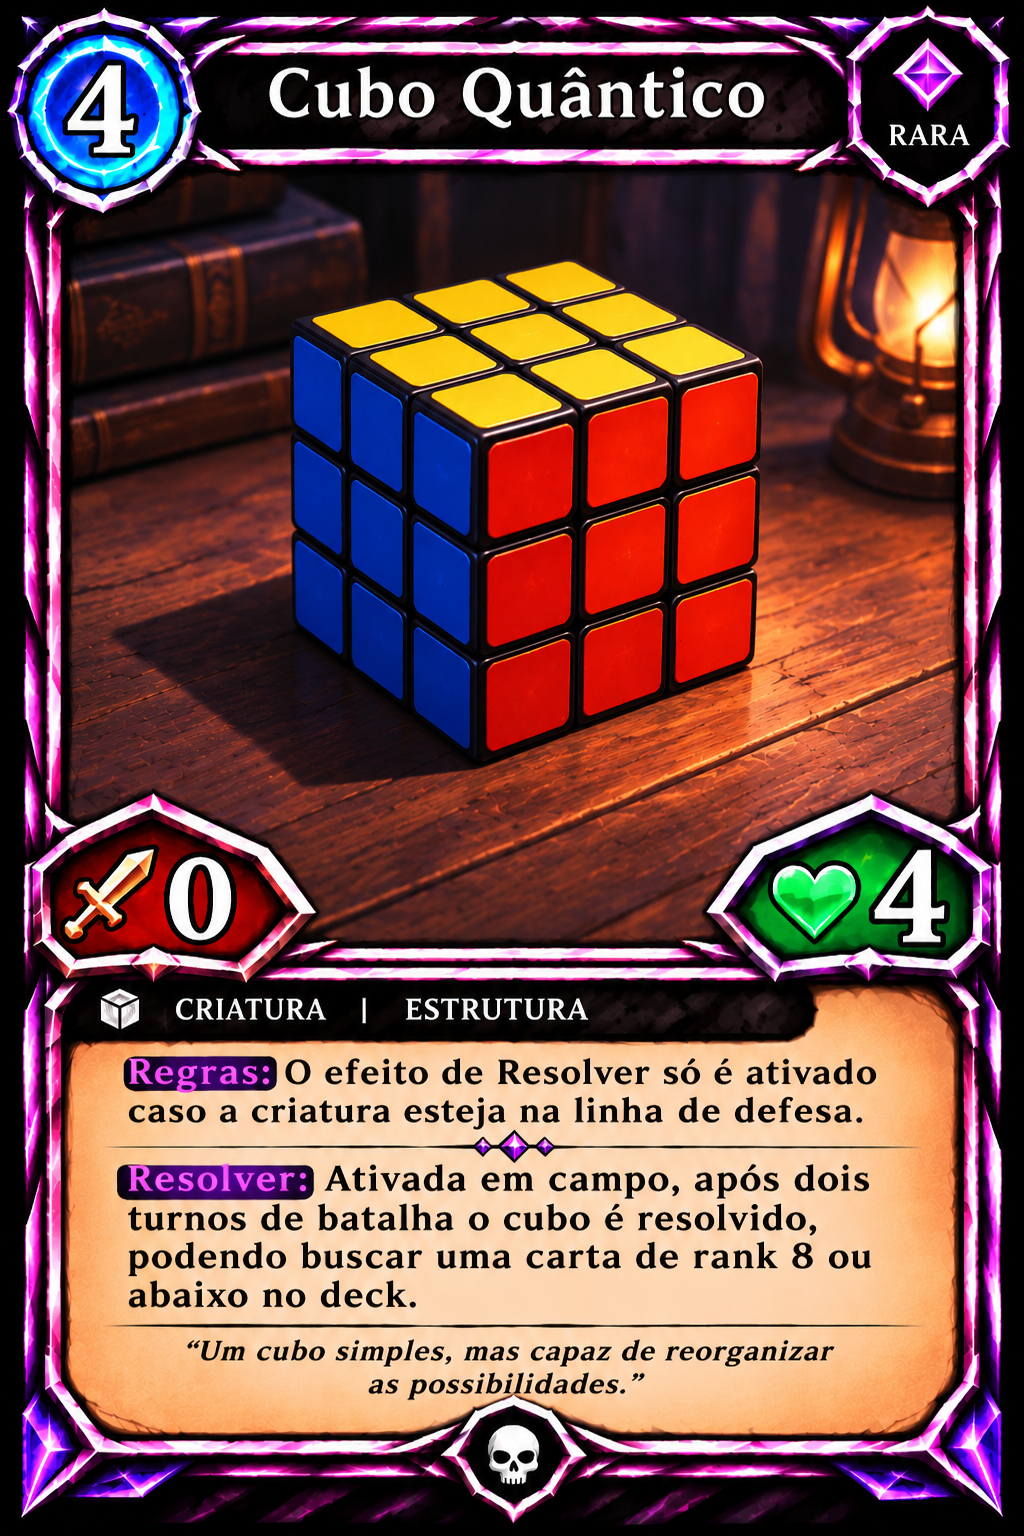 4
Cubo Quântico
RARA
0
4
CRIATURA | ESTRUTURA
Regras: O efeito de Resolver só é ativado
caso a criatura esteja na linha de defesa.
Resolver: Ativada em campo, após dois
turnos de batalha o cubo é resolvido,
podendo buscar uma carta de rank 8 ou
abaixo no deck.
“Um cubo simples, mas capaz de reorganizar
as possibilidades.”